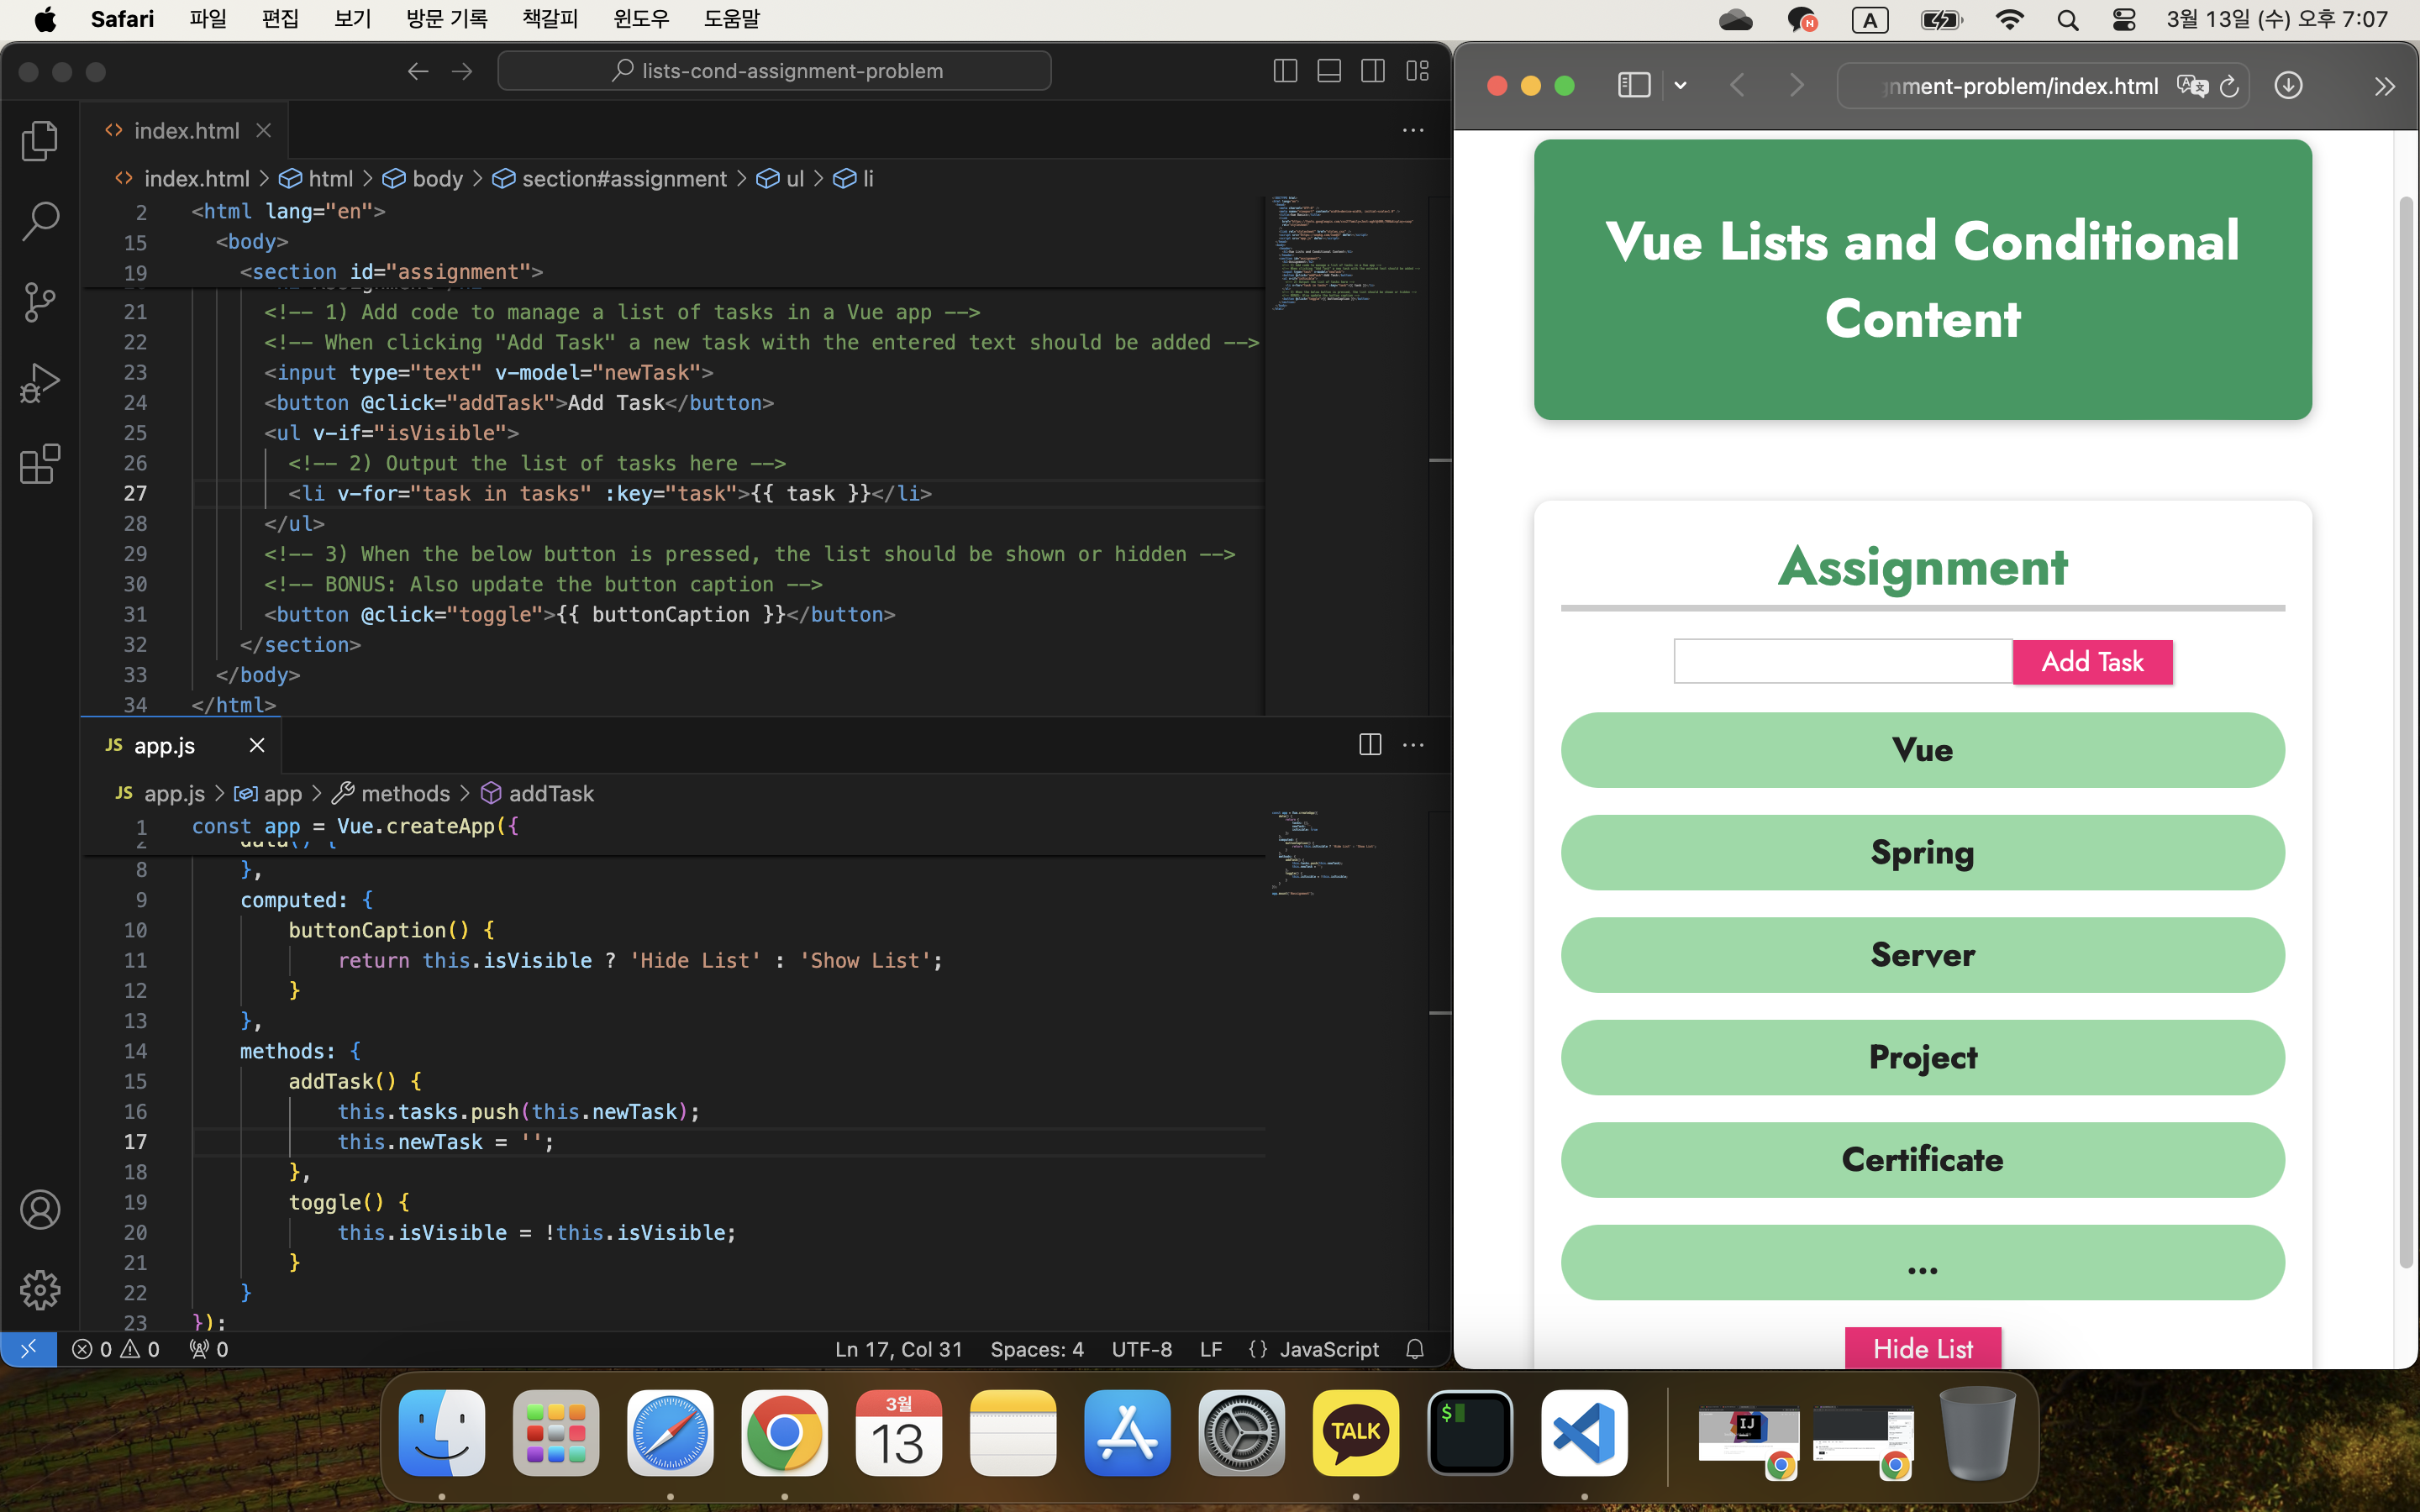 Safari 파일 편집 보기 방문 기록 책갈피 윈도우 도움말 A 3월 13일 (수) 오후 7:07
lists-cond-assignment-problem
index.html
index.html > html > body > section#assignment > ul > li
2 <html lang="en">
15 <body>
19 <section id="assignment">
21 <!-- 1) Add code to manage a list of tasks in a Vue app -->
22 <!-- When clicking "Add Task" a new task with the entered text should be added -->
23 <input type="text" v-model="newTask">
24 <button @click="addTask">Add Task</button>
25 <ul v-if="isVisible">
26 <!-- 2) Output the list of tasks here -->
27 <li v-for="task in tasks" :key="task">{{ task }}</li>
28 </ul>
29 <!-- 3) When the below button is pressed, the list should be shown or hidden -->
30 <!-- BONUS: Also update the button caption -->
31 <button @click="toggle">{{ buttonCaption }}</button>
32 </section>
33 </body>
34 </html>
JS app.js
JS app.js > app > methods > addTask
1 const app = Vue.createApp({
2 data() {
8 },
9 computed: {
10 buttonCaption() {
11 return this.isVisible ? 'Hide List' : 'Show List';
12 }
13 },
14 methods: {
15 addTask() {
16 this.tasks.push(this.newTask);
17 this.newTask = '';
18 },
19 toggle() {
20 this.isVisible = !this.isVisible;
21 }
22 }
23 });
0 0 0 Ln 17, Col 31 Spaces: 4 UTF-8 LF {} JavaScript
nment-problem/index.html
Vue Lists and Conditional
Content
Assignment
Add Task
Vue
Spring
Server
Project
Certificate
...
Hide List
3월
13
TALK
$
IJ